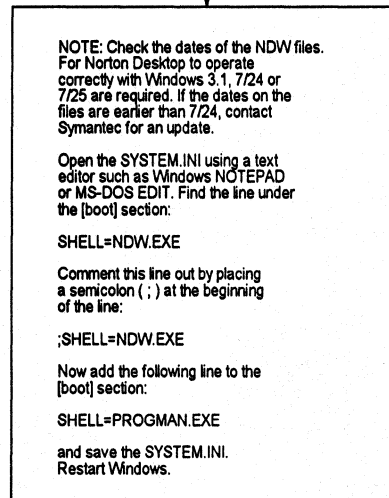 NOTE: Check the dates of the NDW files.
For Norton Desktop to operate
correctly with Windows 3.1, 7/24 or
7/25 are required. If the dates on the
files are earlier than 7/24, contact
Symantec for an update.
Open the SYSTEM.INI using a text
editor such as Windows NOTEPAD
or MS-DOS EDIT. Find the line under
the [boot] section:
SHELL=NDW.EXE
Comment this line out by placing
a semicolon ( ; ) at the beginning
of the line:
;SHELL=NDW.EXE
Now add the following line to the
[boot] section:
SHELL=PROGMAN.EXE
and save the SYSTEM.INI.
Restart Windows.